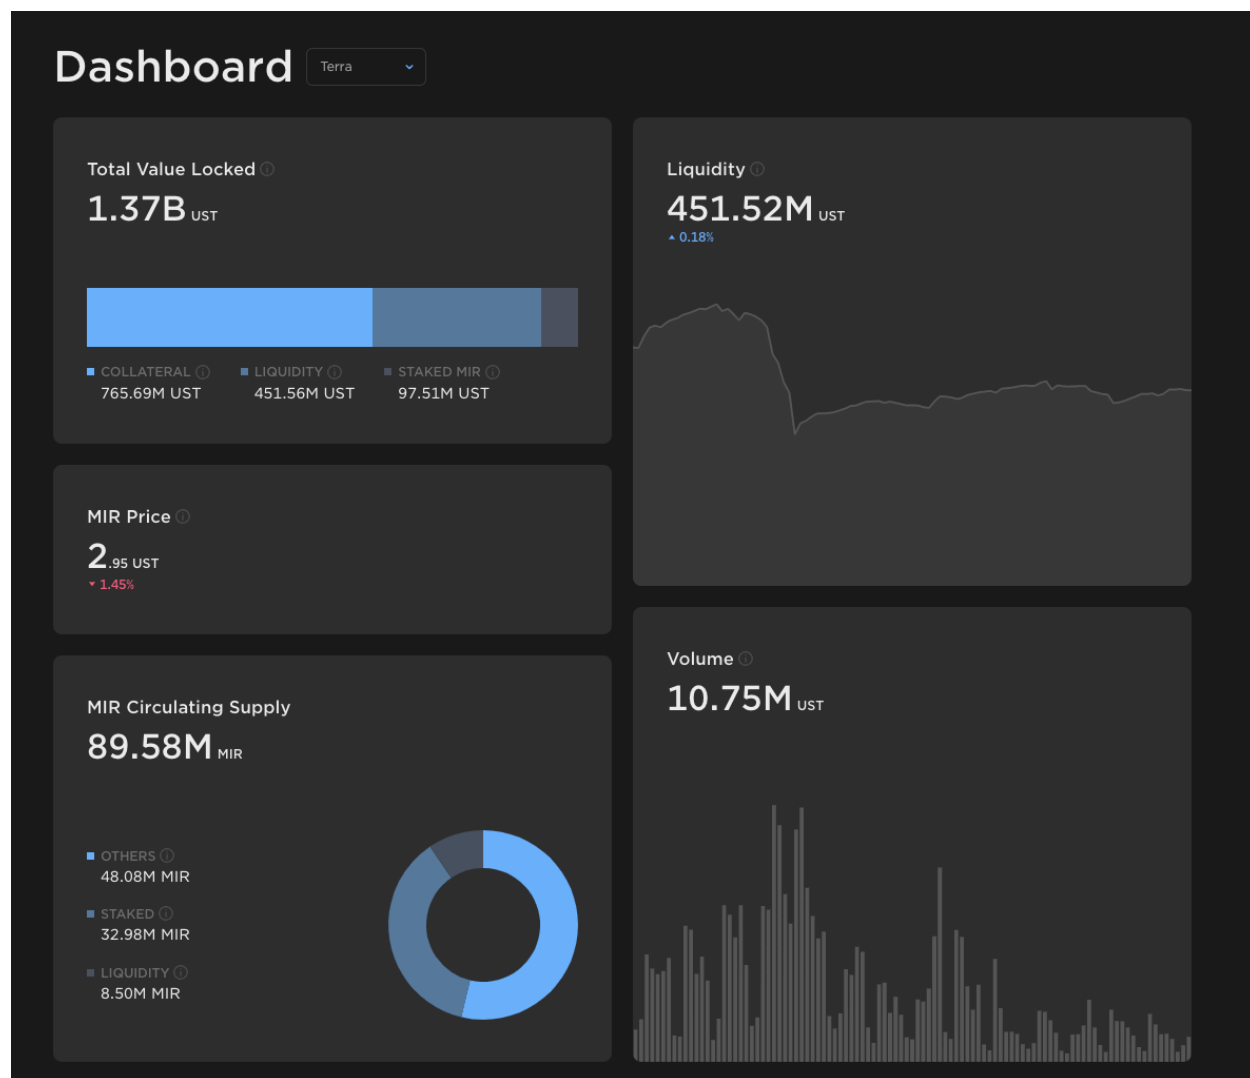 Dashboard
Terra
Total Value Locked
1.37B UST
COLLATERAL
765.69M UST
LIQUIDITY
451.56M UST
STAKED MIR
97.51M UST
MIR Price
2.95 UST
1.45%
MIR Circulating Supply
89.58M MIR
OTHERS
48.08M MIR
STAKED
32.98M MIR
LIQUIDITY
8.50M MIR
Liquidity
451.52M UST
0.18%
Volume
10.75M UST